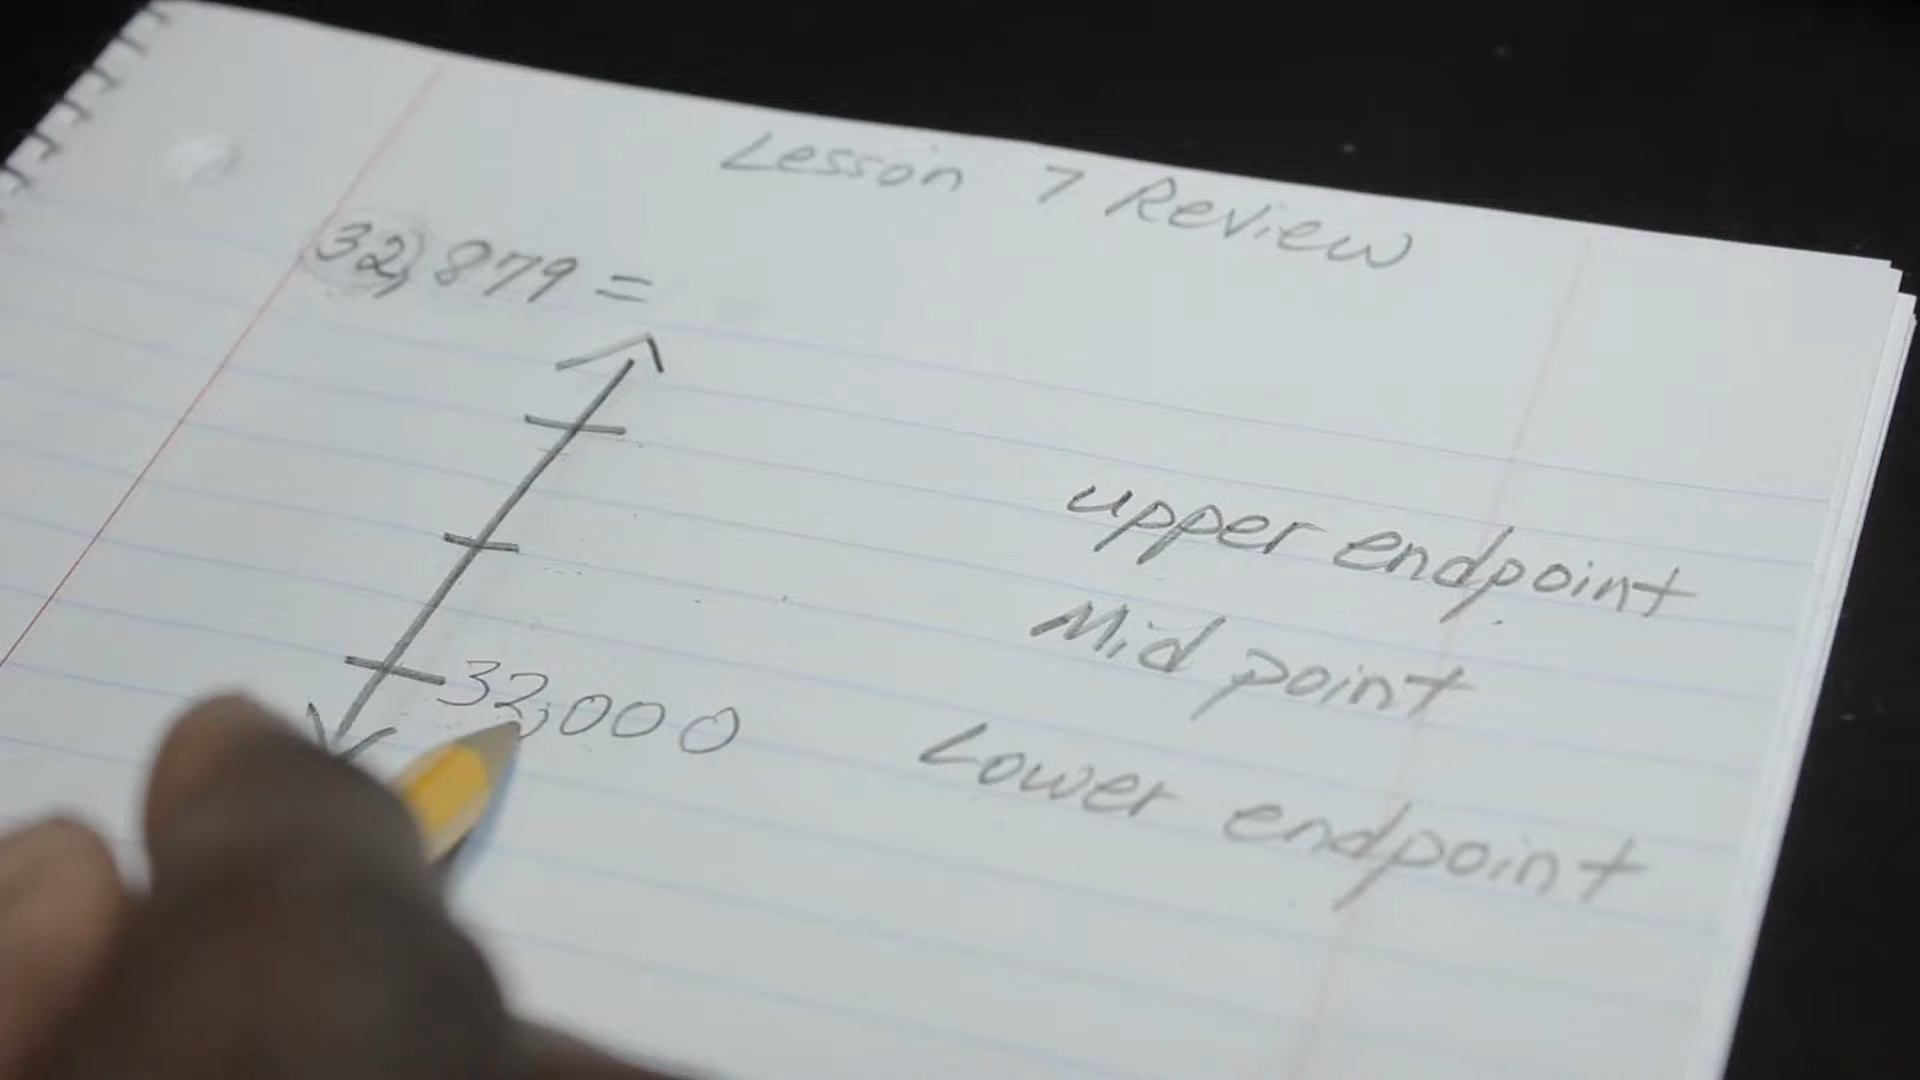 Lesson 7 Review
32,879 =
upper endpoint
Mid point
32,000
Lower endpoint